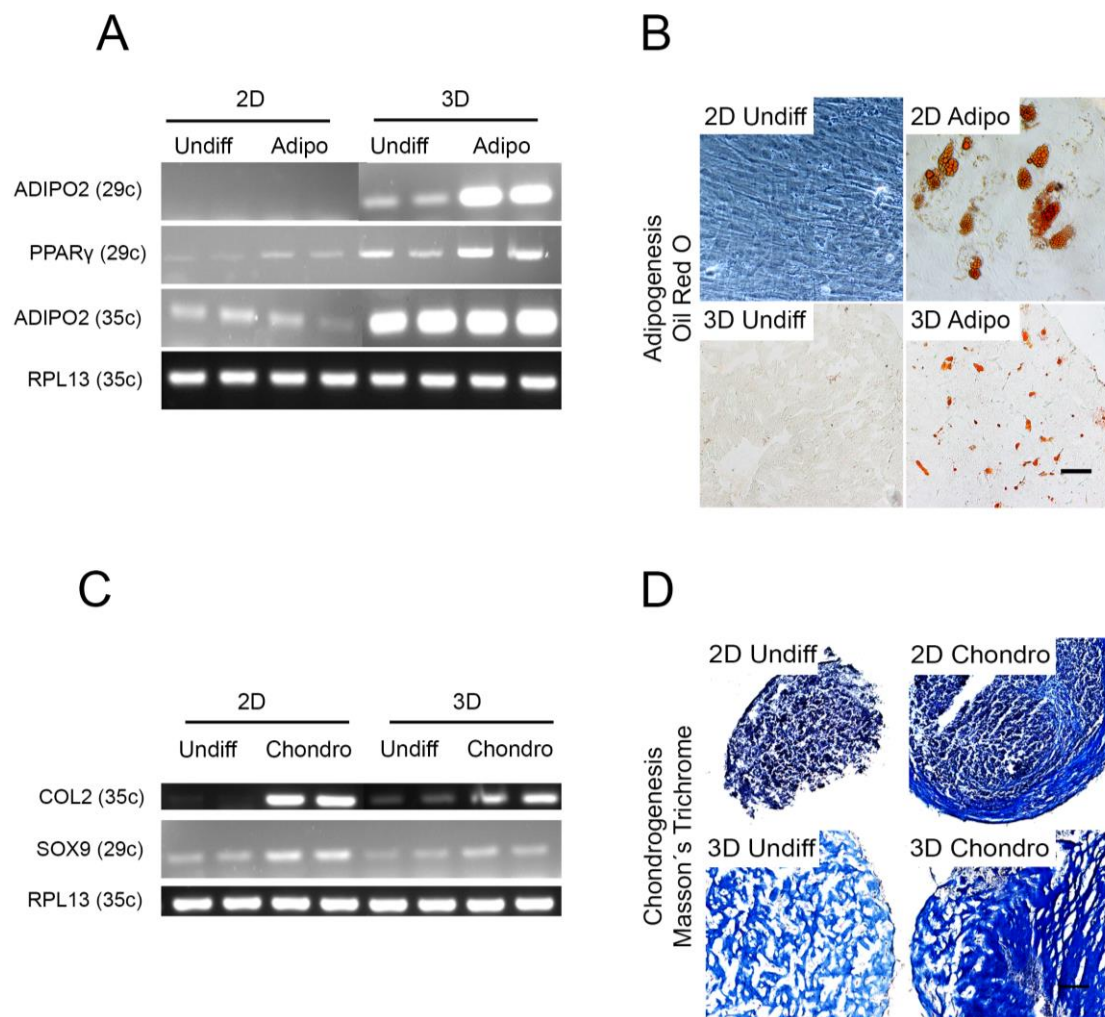 A
2D 3D
Undiff Adipo Undiff Adipo
ADIPO2 (29c)
PPARγ (29c)
ADIPO2 (35c)
RPL13 (35c)
B
Adipogenesis
Oil Red O
2D Undiff 2D Adipo
3D Undiff 3D Adipo
C
2D 3D
Undiff Chondro Undiff Chondro
COL2 (35c)
SOX9 (29c)
RPL13 (35c)
D
Chondrogenesis
Masson´s Trichrome
2D Undiff 2D Chondro
3D Undiff 3D Chondro